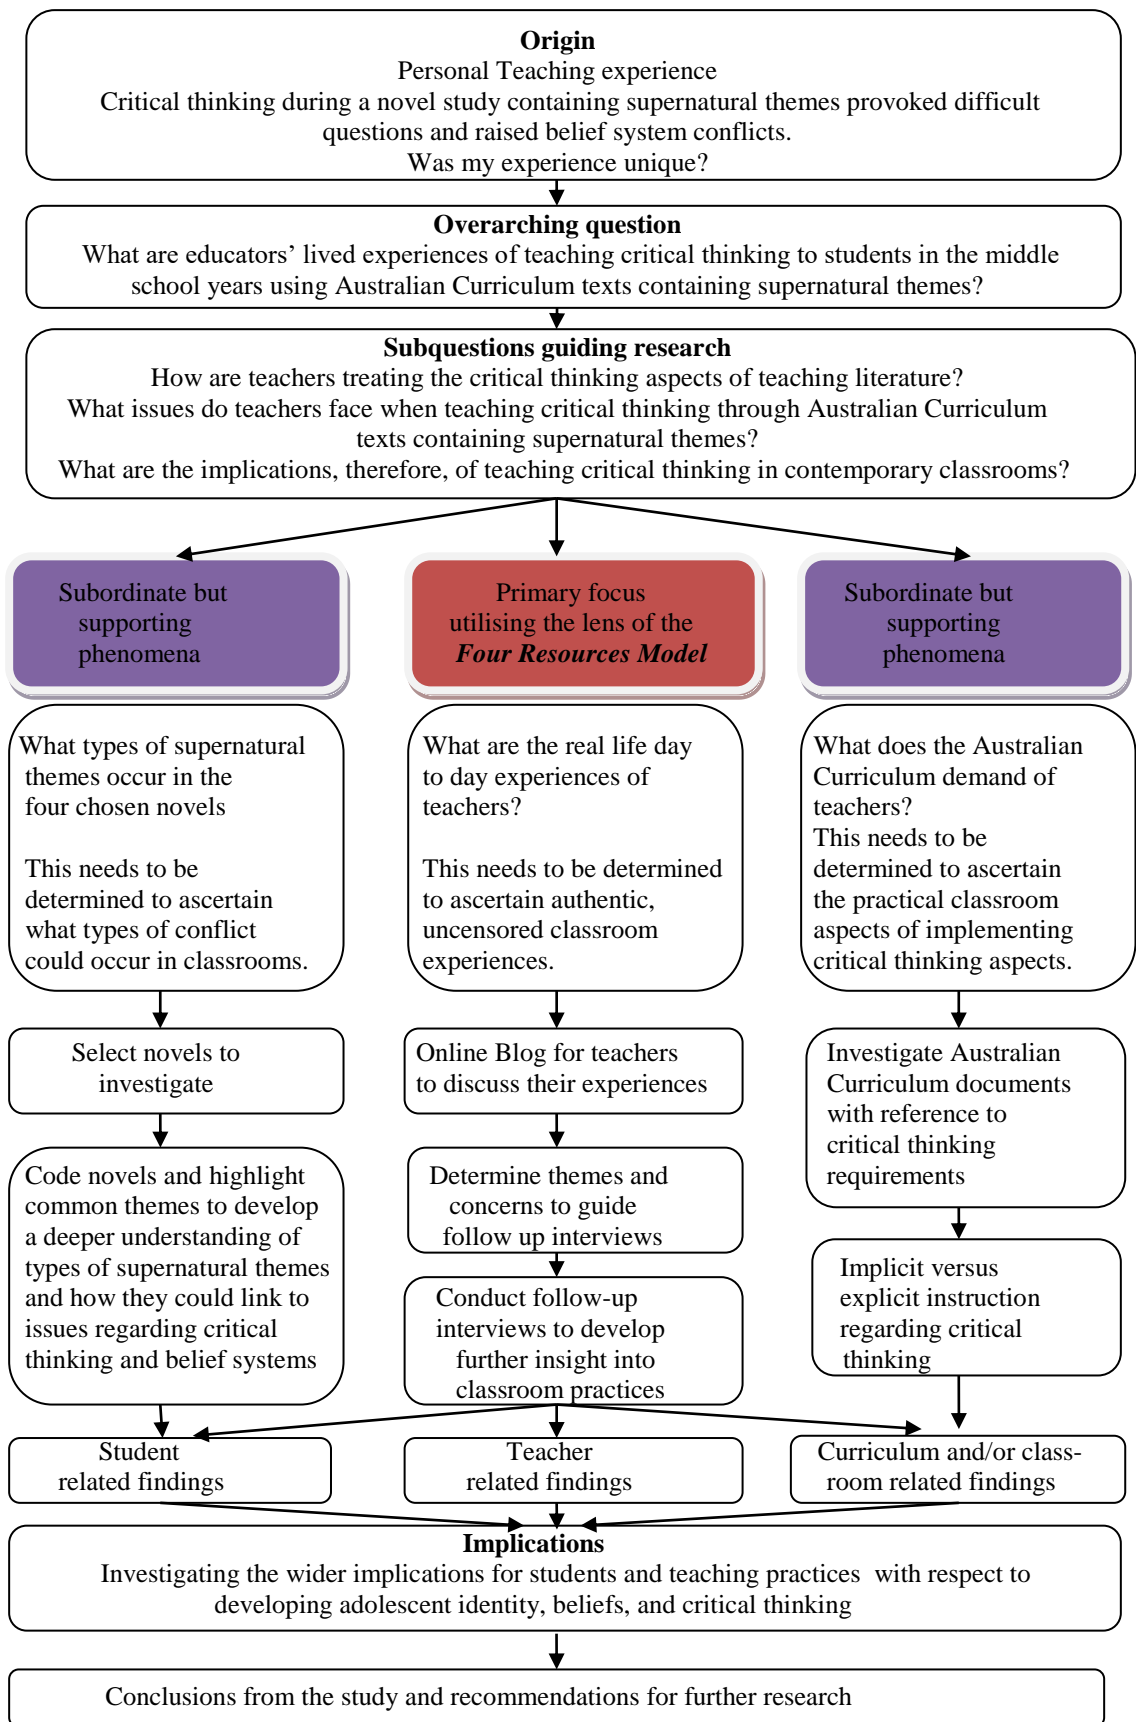 Origin
Personal Teaching experience
Critical thinking during a novel study containing supernatural themes provoked difficult
questions and raised belief system conflicts.
Was my experience unique?
Overarching question
What are educators’ lived experiences of teaching critical thinking to students in the middle
school years using Australian Curriculum texts containing supernatural themes?
Subquestions guiding research
How are teachers treating the critical thinking aspects of teaching literature?
What issues do teachers face when teaching critical thinking through Australian Curriculum
texts containing supernatural themes?
What are the implications, therefore, of teaching critical thinking in contemporary classrooms?
Subordinate but
supporting
phenomena
Primary focus
utilising the lens of the
Four Resources Model
Subordinate but
supporting
phenomena
What types of supernatural
themes occur in the
four chosen novels
This needs to be
determined to ascertain
what types of conflict
could occur in classrooms.
What are the real life day
to day experiences of
teachers?
This needs to be determined
to ascertain authentic,
uncensored classroom
experiences.
What does the Australian
Curriculum demand of
teachers?
This needs to be
determined to ascertain
the practical classroom
aspects of implementing
critical thinking aspects.
Select novels to
investigate
Online Blog for teachers
to discuss their experiences
Investigate Australian
Curriculum documents
with reference to
critical thinking
requirements
Code novels and highlight
common themes to develop
a deeper understanding of
types of supernatural themes
and how they could link to
issues regarding critical
thinking and belief systems
Determine themes and
concerns to guide
follow up interviews
Conduct follow-up
interviews to develop
further insight into
classroom practices
Implicit versus
explicit instruction
regarding critical
thinking
Student
related findings
Teacher
related findings
Curriculum and/or class-
room related findings
Implications
Investigating the wider implications for students and teaching practices with respect to
developing adolescent identity, beliefs, and critical thinking
Conclusions from the study and recommendations for further research